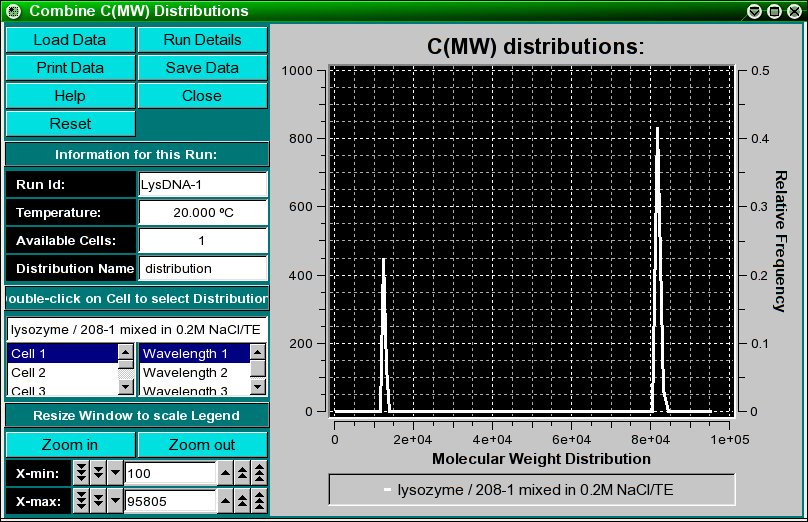 Combine C(MW) Distributions
Load Data
Run Details
Print Data
Save Data
Help
Close
Reset
Information for this Run:
Run Id:
LysDNA-1
Temperature:
20.000 ºC
Available Cells:
1
Distribution Name
distribution
ouble-click on Cell to select Distribution
lysozyme / 208-1 mixed in 0.2M NaCl/TE
Cell 1
Cell 2
Cell 3
Wavelength 1
Wavelength 2
Wavelength 3
Resize Window to scale Legend
Zoom in
Zoom out
X-min:
100
X-max:
95805
C(MW) distributions:
1000
800
600
400
200
0
0.5
0.4
0.3
0.2
0.1
0
Relative Frequency
0 2e+04 4e+04 6e+04 8e+04 1e+05
Molecular Weight Distribution
lysozyme / 208-1 mixed in 0.2M NaCl/TE